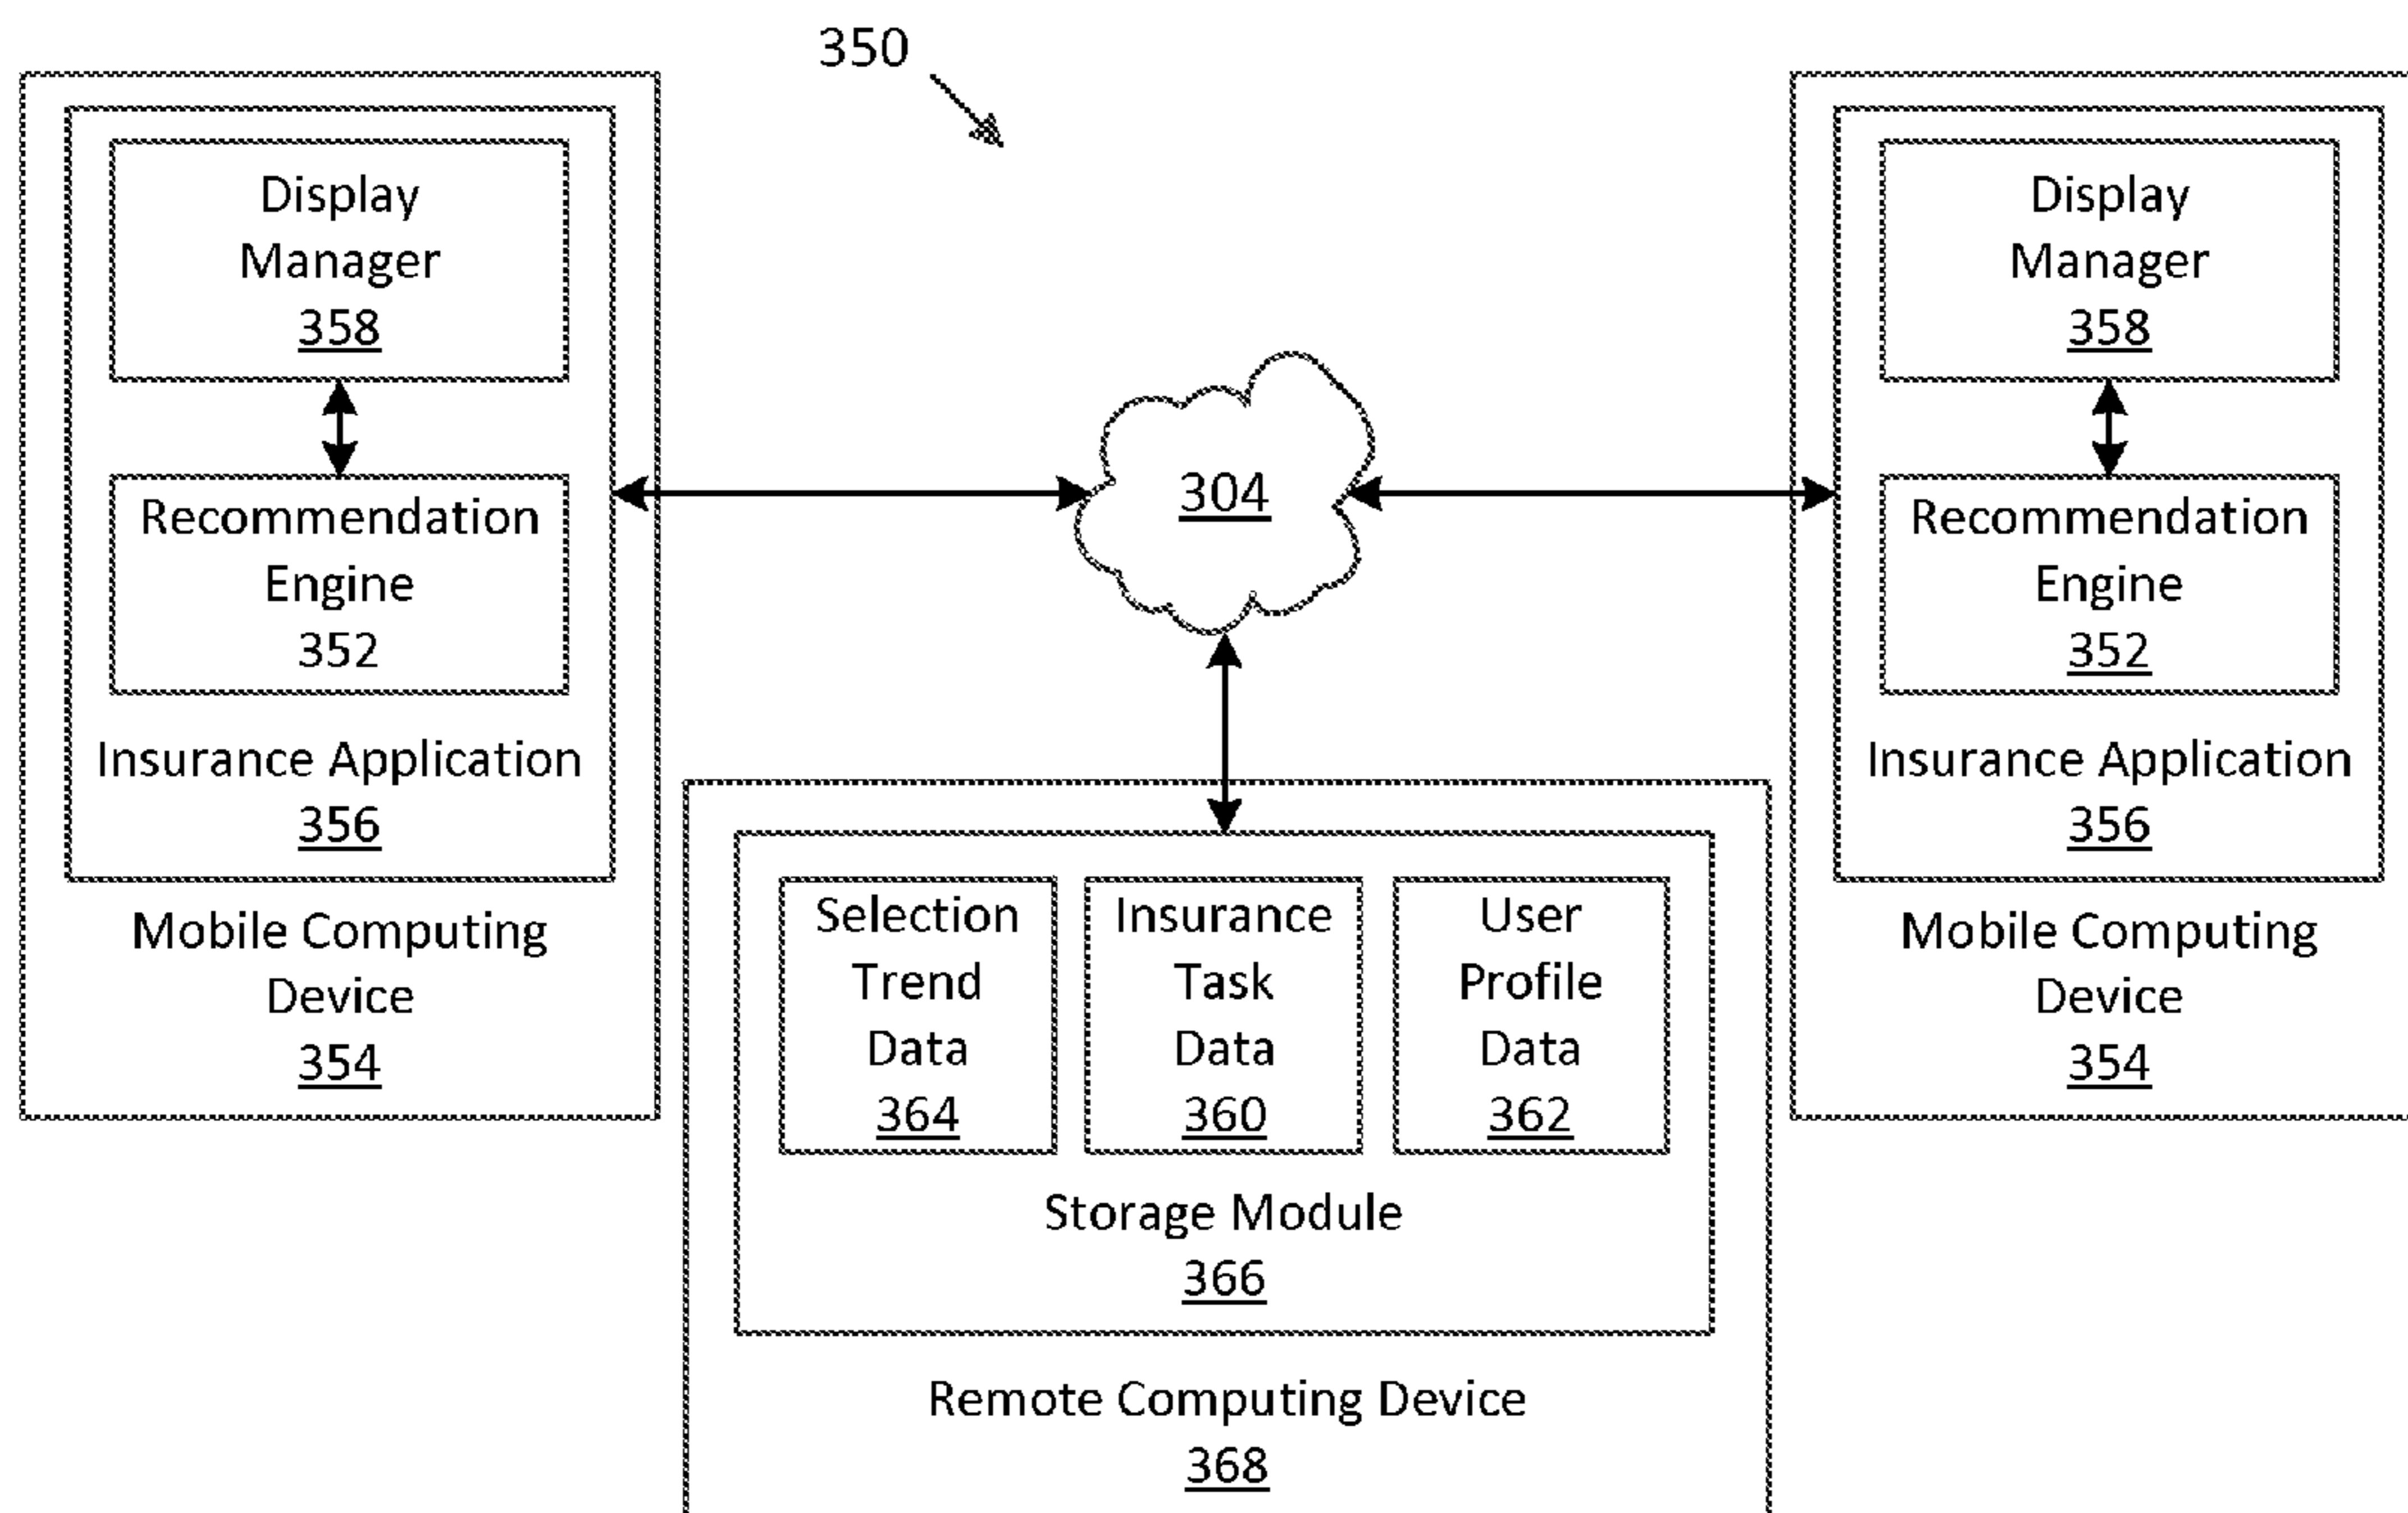 350
Display
Manager
358
Recommendation
Engine
352
Insurance Application
356
Mobile Computing
Device
354
304
Display
Manager
358
Recommendation
Engine
352
Insurance Application
356
Mobile Computing
Device
354
Selection
Trend
Data
364
Insurance
Task
Data
360
User
Profile
Data
362
Storage Module
366
Remote Computing Device
368